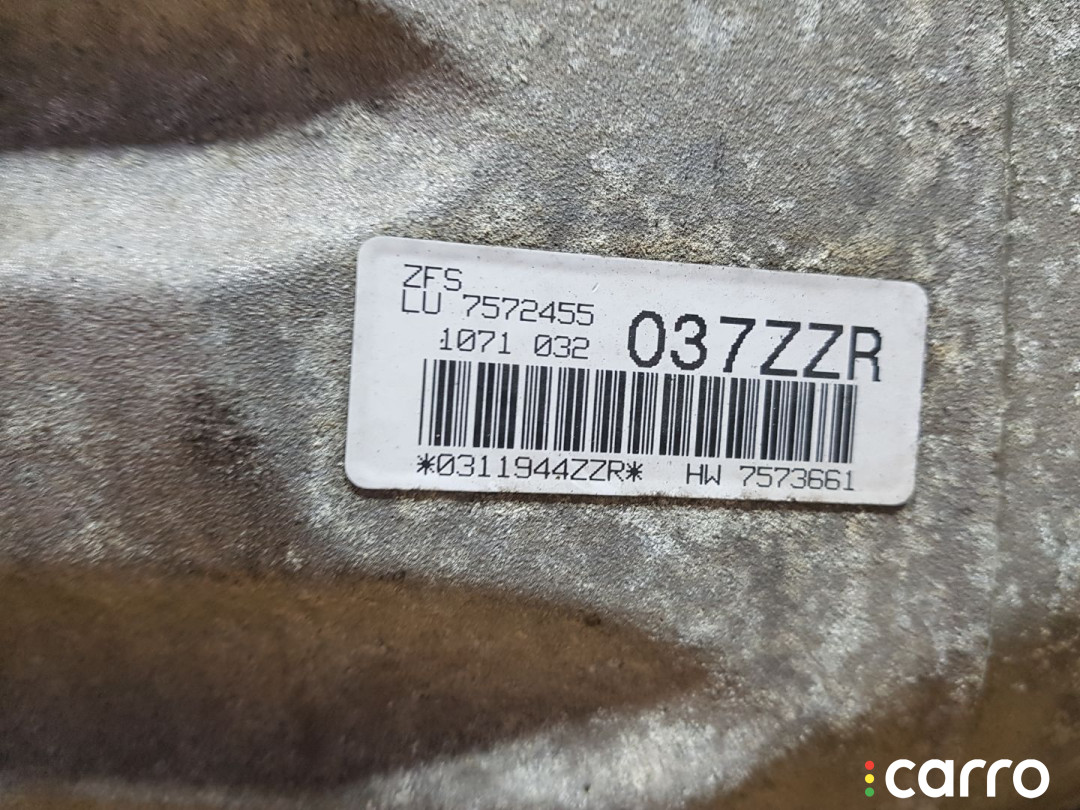 ZFS
LU 7572455
1071 032 037ZZR
*0311944ZZR* HW 7573661
carro